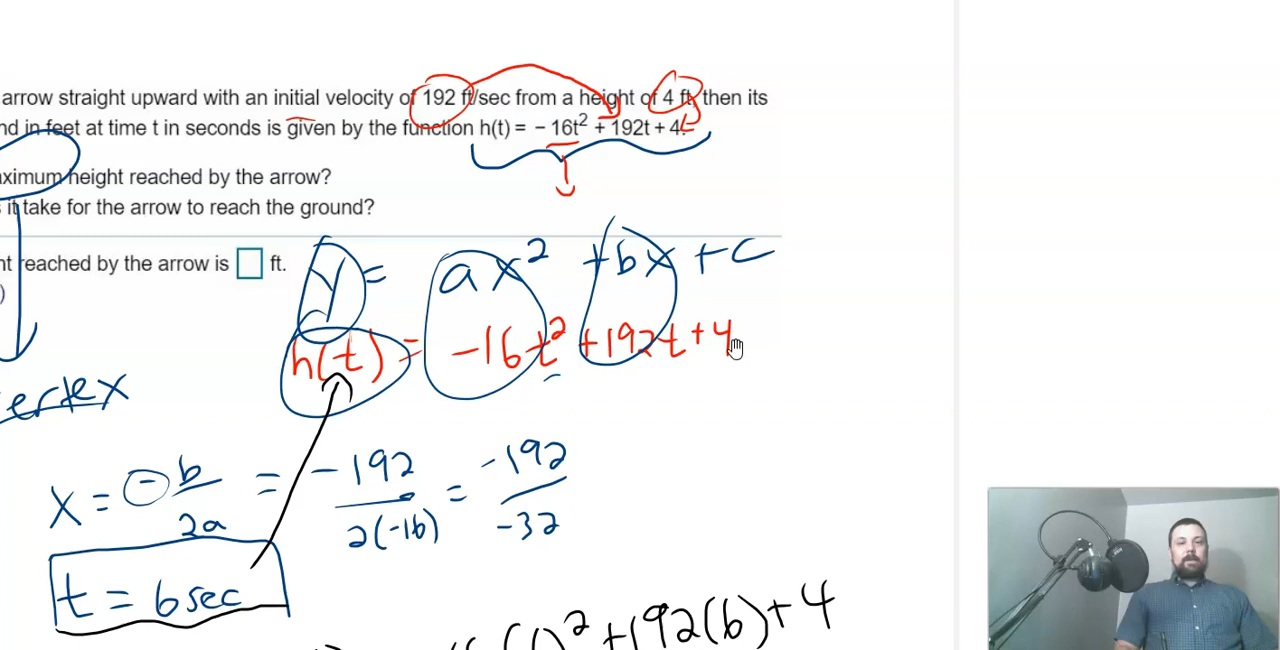 arrow straight upward with an initial velocity of 192 ft/sec from a height of 4 ft, then its
nd in feet at time t in seconds is given by the function h(t) = − 16t² + 192t + 4.
aximum height reached by the arrow?
it take for the arrow to reach the ground?
ht reached by the arrow is ft.
)
y = ax² + bx + c
h(t) = -16t² + 192t + 4
ertex
x = -b/2a = -192/2(-16) = -192/-32
t = 6 sec
)² + 192(6) + 4